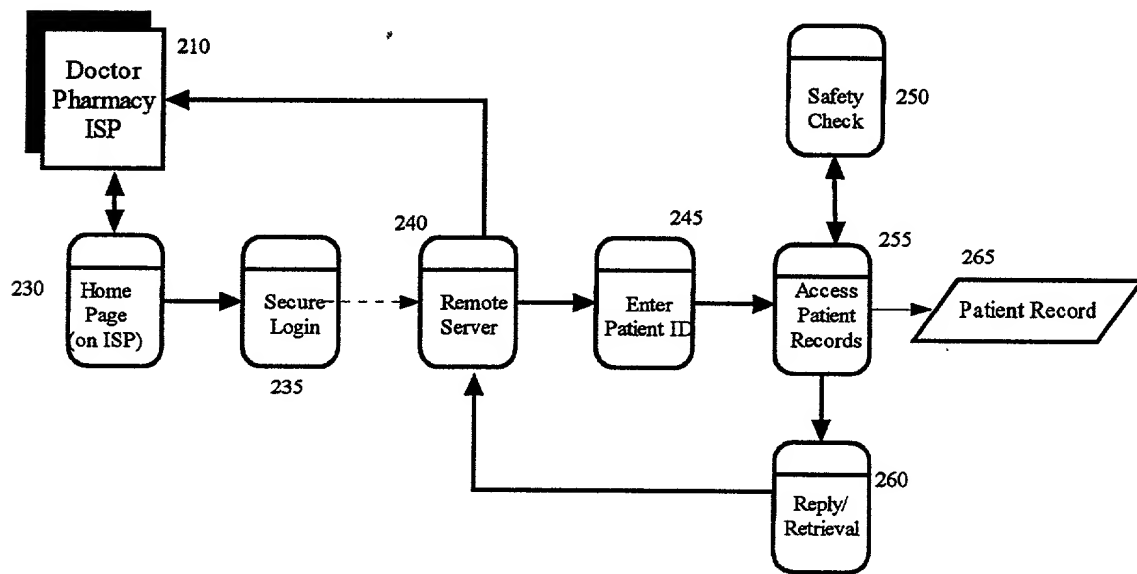 210
Doctor
Pharmacy
ISP
Safety
Check
250
230
Home
Page
(on ISP)
Secure
Login
235
240
Remote
Server
245
Enter
Patient ID
255
Access
Patient
Records
265
Patient Record
260
Reply/
Retrieval